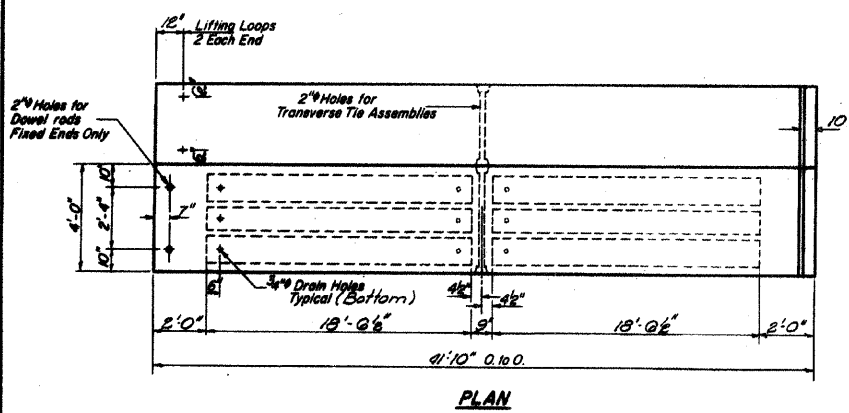 12"
Lifting Loops
2 Each End
2"ϕ Holes for
Transverse Tie Assemblies
2"ϕ Holes for
Dowel rods
Fixed Ends Only
10
10"
2'-4"
4'-0"
10"
7"
6"
3/4"ϕ Drain Holes
Typical (Bottom)
4½"
4½"
2'-0"
18'-6½"
9"
18'-6½"
2'-0"
41'-10" O. to O.
PLAN